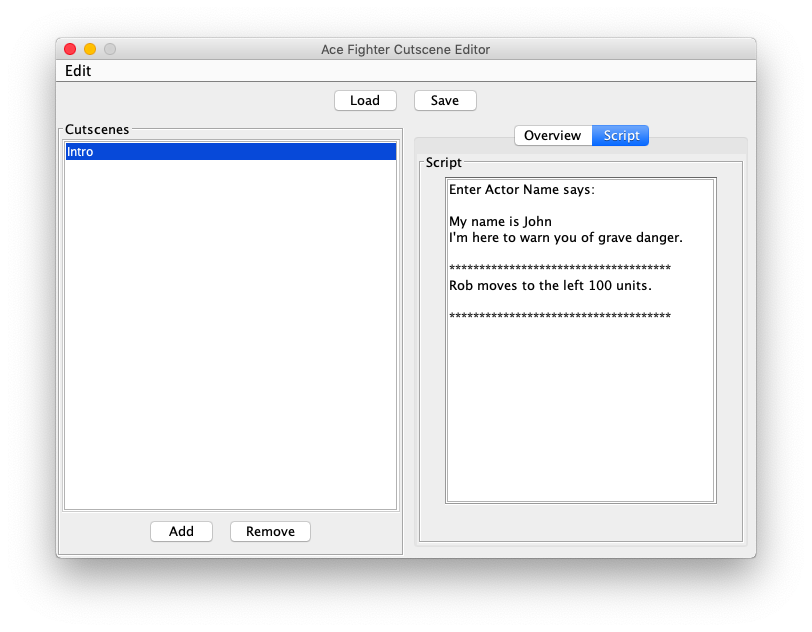 Ace Fighter Cutscene Editor
Edit
Load Save
Cutscenes
Intro
Add Remove
Overview Script
Script
Enter Actor Name says:
My name is John
I'm here to warn you of grave danger.
*************************************
Rob moves to the left 100 units.
*************************************